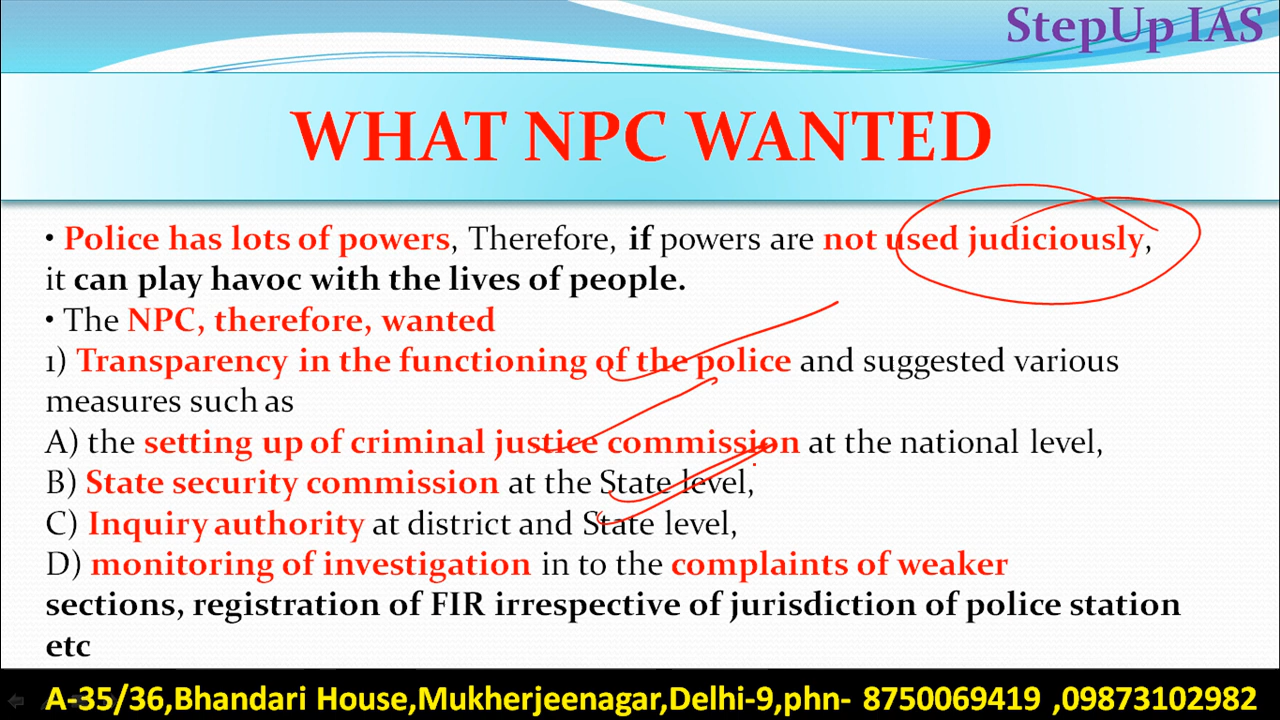 StepUp IAS
WHAT NPC WANTED
• Police has lots of powers, Therefore, if powers are not used judiciously,
it can play havoc with the lives of people.
• The NPC, therefore, wanted
1) Transparency in the functioning of the police and suggested various
measures such as
A) the setting up of criminal justice commission at the national level,
B) State security commission at the State level,
C) Inquiry authority at district and State level,
D) monitoring of investigation in to the complaints of weaker
sections, registration of FIR irrespective of jurisdiction of police station
etc
A-35/36,Bhandari House,Mukherjeenagar,Delhi-9,phn- 8750069419 ,09873102982